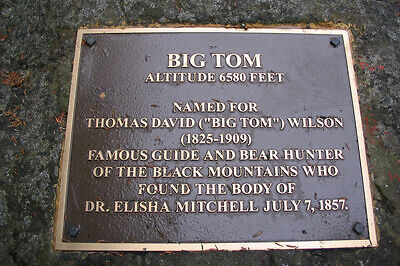 BIG TOM
ALTITUDE 6580 FEET
NAMED FOR
THOMAS DAVID ("BIG TOM") WILSON
(1825-1909)
FAMOUS GUIDE AND BEAR HUNTER
OF THE BLACK MOUNTAINS WHO
FOUND THE BODY OF
DR. ELISHA MITCHELL JULY 7, 1857.